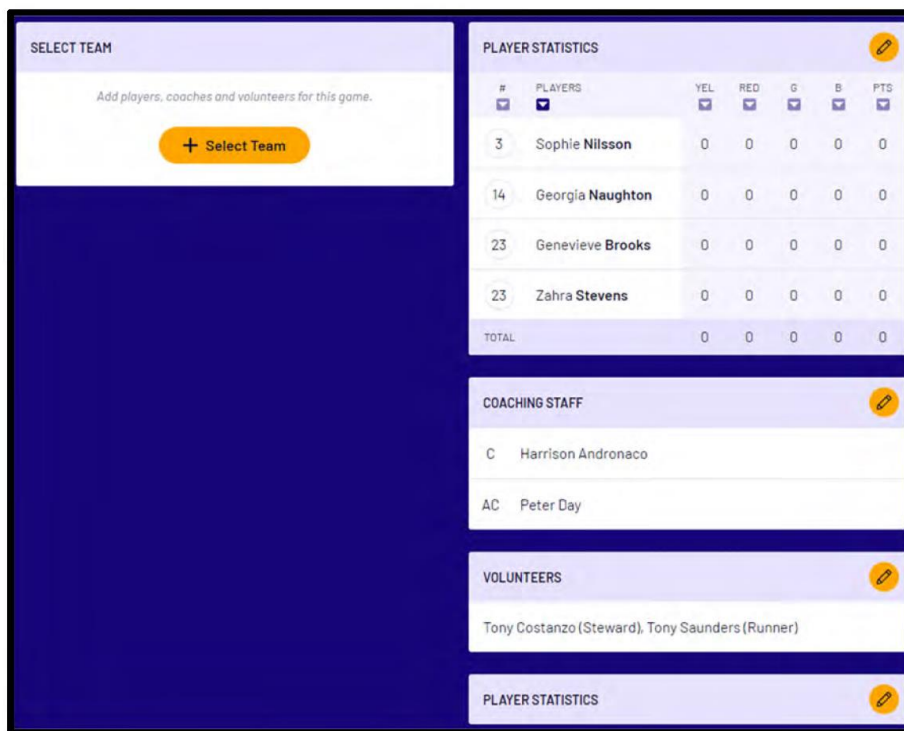 SELECT TEAM
Add players, coaches and volunteers for this game.
+ Select Team
PLAYER STATISTICS
# PLAYERS YEL RED G B PTS
3 Sophie Nilsson 0 0 0 0 0
14 Georgia Naughton 0 0 0 0 0
23 Genevieve Brooks 0 0 0 0 0
23 Zahra Stevens 0 0 0 0 0
TOTAL 0 0 0 0 0
COACHING STAFF
C Harrison Andronaco
AC Peter Day
VOLUNTEERS
Tony Costanzo (Steward), Tony Saunders (Runner)
PLAYER STATISTICS